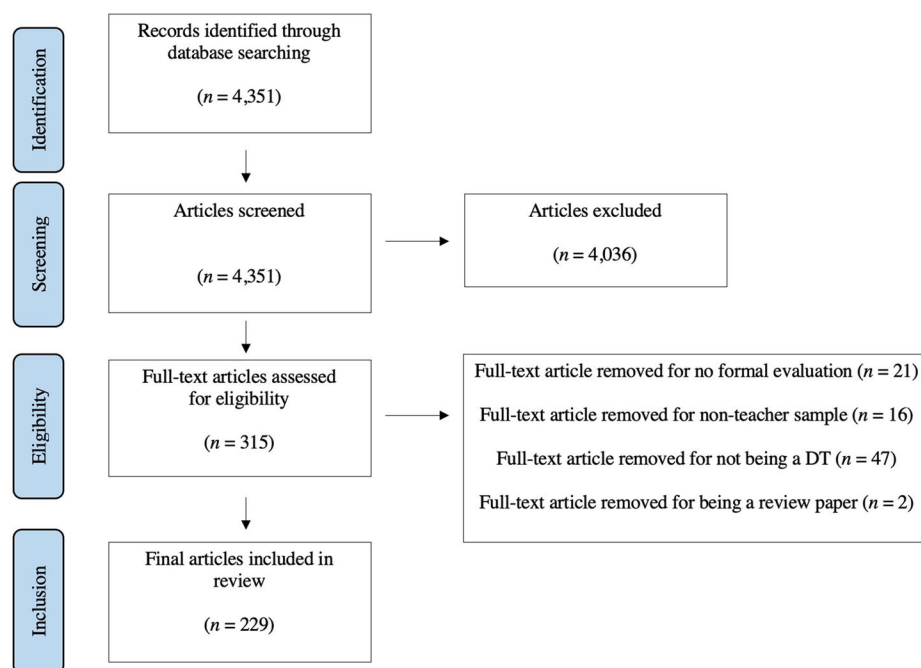 Identification
Records identified through
database searching
(n = 4,351)
Screening
Articles screened
(n = 4,351)
Articles excluded
(n = 4,036)
Eligibility
Full-text articles assessed
for eligibility
(n = 315)
Full-text article removed for no formal evaluation (n = 21)
Full-text article removed for non-teacher sample (n = 16)
Full-text article removed for not being a DT (n = 47)
Full-text article removed for being a review paper (n = 2)
Inclusion
Final articles included in
review
(n = 229)